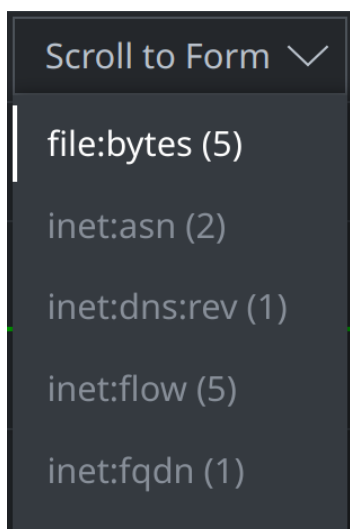 Scroll to Form
file:bytes (5)
inet:asn (2)
inet:dns:rev (1)
inet:flow (5)
inet:fqdn (1)